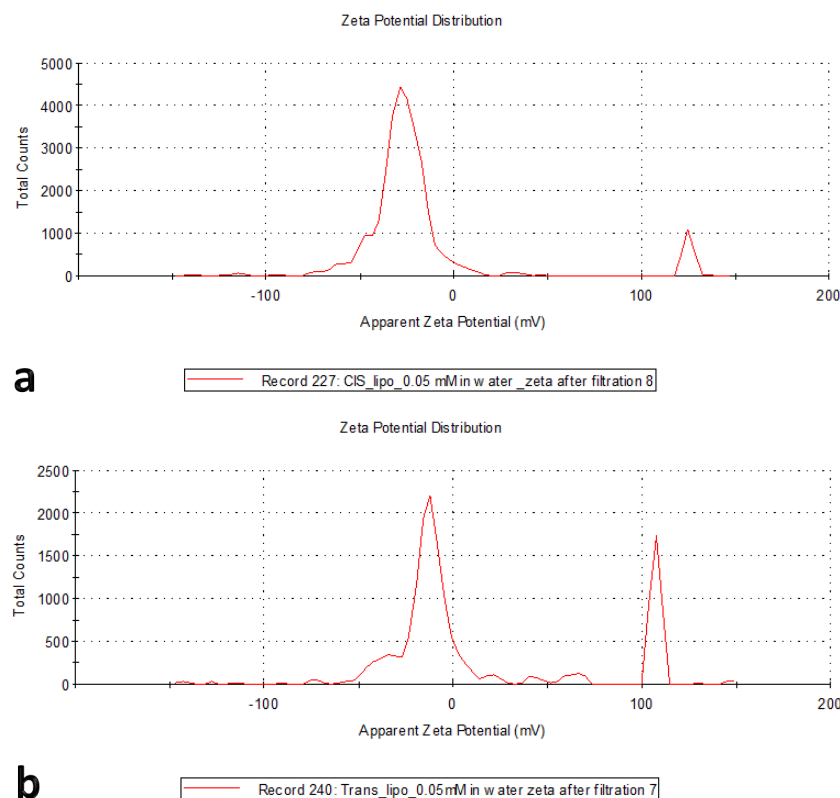 Zeta Potential Distribution
5000
4000
3000
2000
1000
0
Total Counts
-100 0 100 200
Apparent Zeta Potential (mV)
a
Record 227: CIS_lipo_0.05 mM in water _zeta after filtration 8
Zeta Potential Distribution
2500
2000
1500
1000
500
0
Total Counts
-100 0 100 200
Apparent Zeta Potential (mV)
b
Record 240: Trans_lipo_0.05mM in water zeta after filtration 7